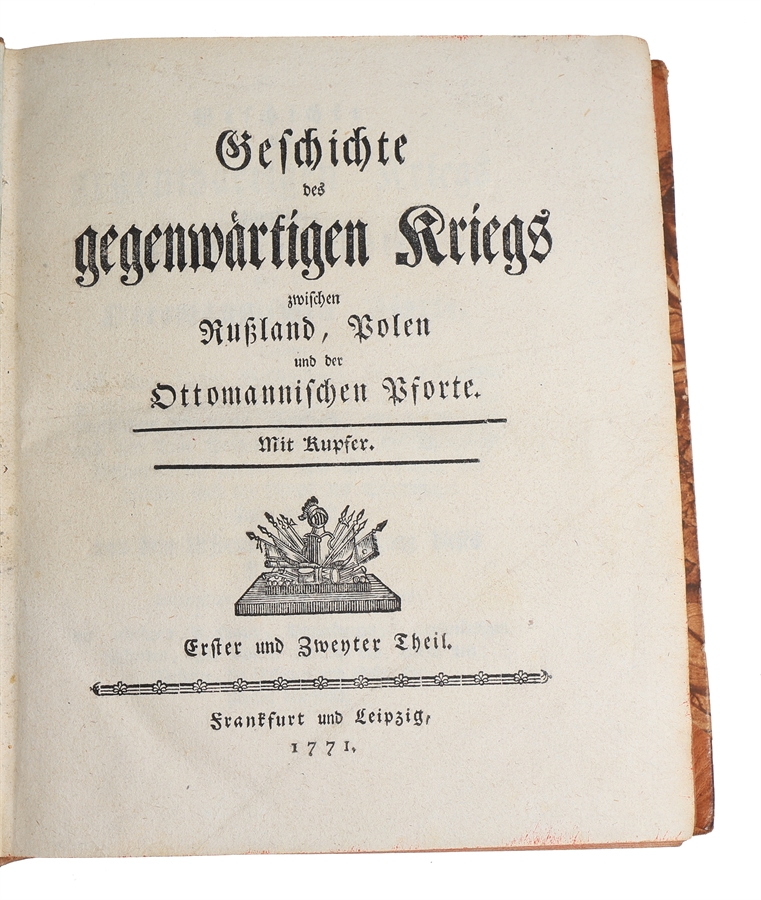 Geſchichte
des
gegenwärtigen Kriegs
zwiſchen
Rußland, Polen
und der
Ottomanniſchen Pforte.
Mit Kupfer.
Erſter und Zweyter Theil.
Frankfurt und Leipzig,
1771.